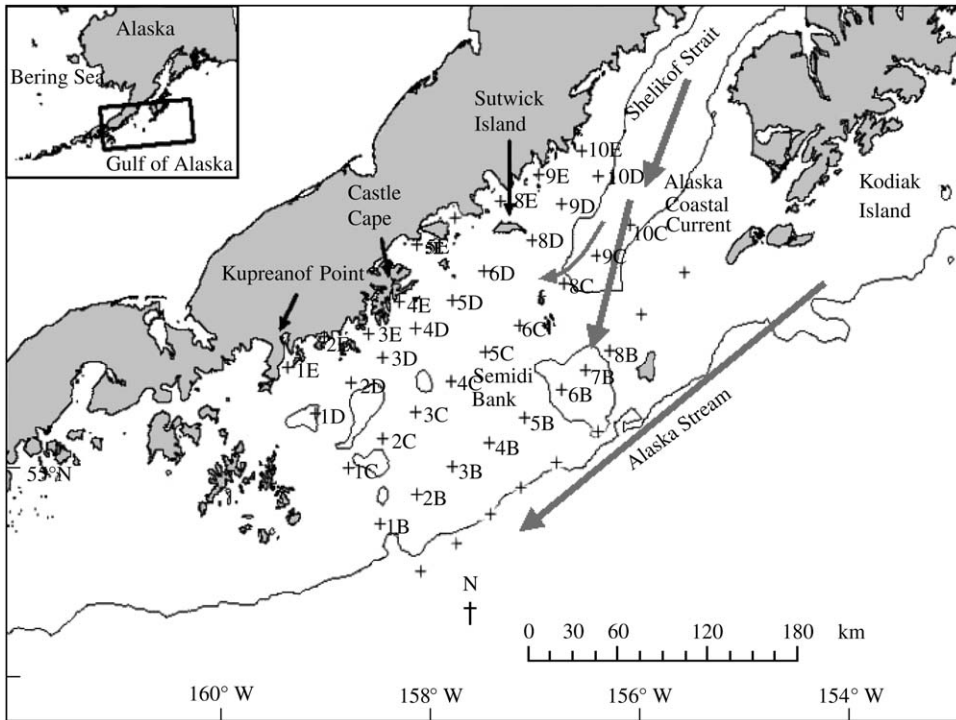 Alaska
Bering Sea
Gulf of Alaska
Sutwick
Island
Shelikof Strait
Castle
Cape
Kupreanof Point
Alaska
Coastal
Current
Kodiak
Island
10E
9E
10D
8E
9D
10C
5E
8D
9C
6D
8C
4E
5D
3E
4D
6C
2E
3D
5C
8B
1E
2D
4C
Semidi
Bank
7B
6B
1D
3C
5B
2C
4B
Alaska Stream
1C
3B
55°N
2B
1B
N
0 30 60 120 180 km
160° W 158° W 156° W 154° W